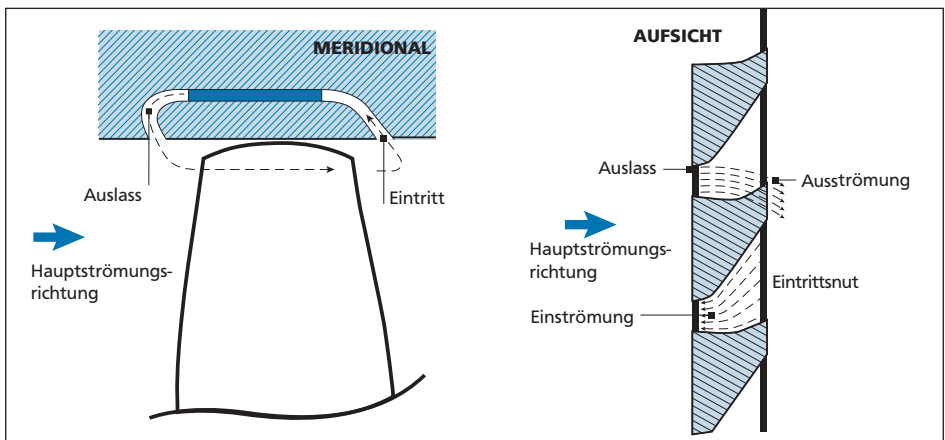 MERIDIONAL
Auslass
Eintritt
Hauptströmungs-
richtung
AUFSICHT
Auslass
Ausströmung
Hauptströmungs-
richtung
Eintrittsnut
Einströmung